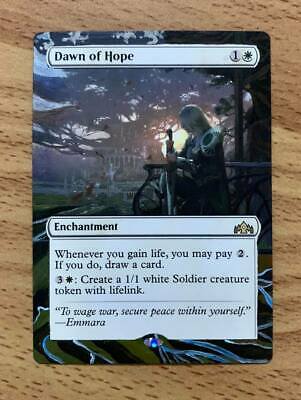 Dawn of Hope 1
Enchantment
Whenever you gain life, you may pay 2.
If you do, draw a card.
3: Create a 1/1 white Soldier creature
token with lifelink.
"To wage war, secure peace within yourself."
—Emmara